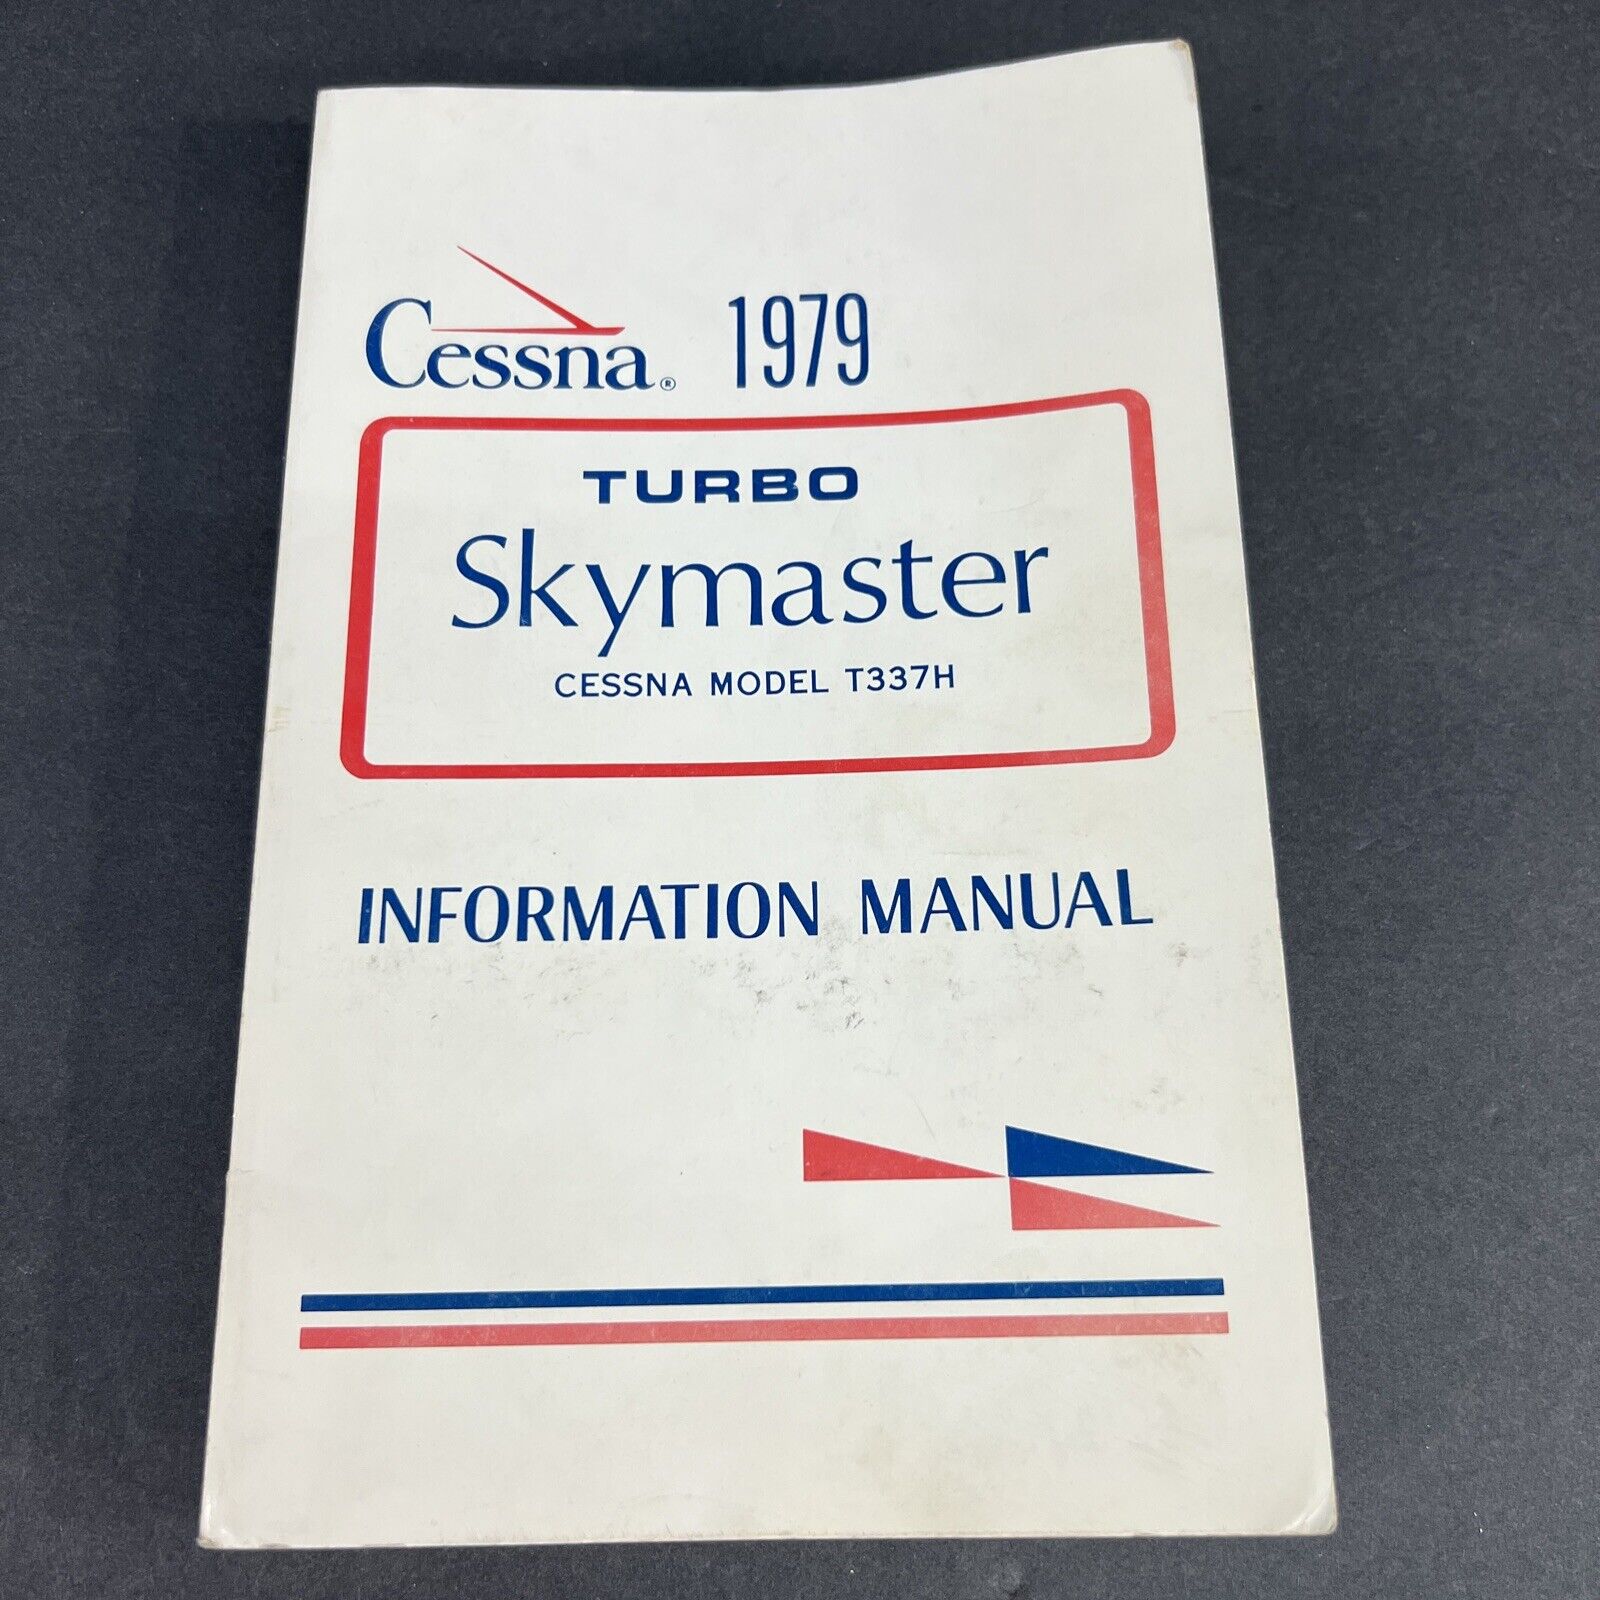 Cessna® 1979
TURBO
Skymaster
CESSNA MODEL T337H
INFORMATION MANUAL